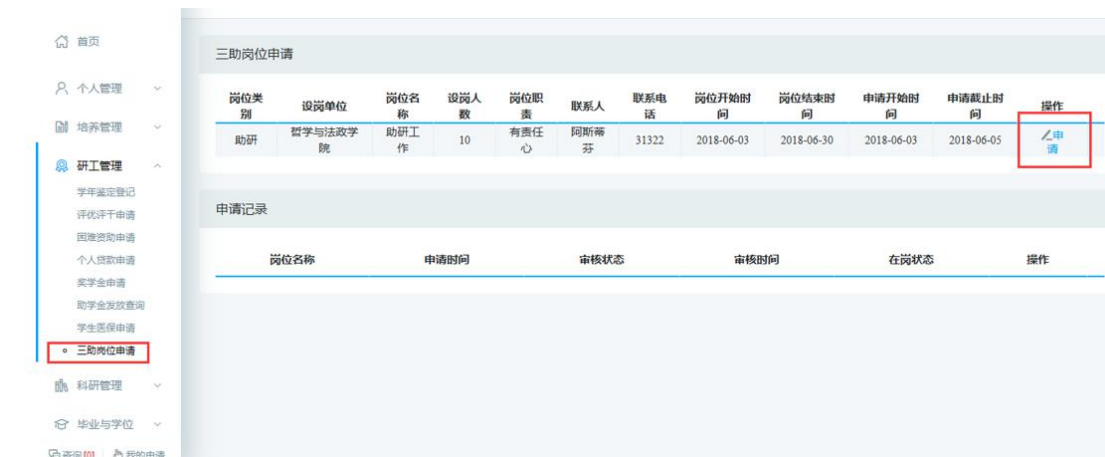 首页
个人管理
培养管理
研工管理
学年鉴定登记
评优评干申请
困难资助申请
个人贷款申请
奖学金申请
助学金发放查询
学生医保申请
三助岗位申请
科研管理
毕业与学位
咨询[0] 我的申请
三助岗位申请
岗位类别 设岗单位 岗位名称 设岗人数 岗位职责 联系人 联系电话 岗位开始时间 岗位结束时间 申请开始时间 申请截止时间 操作
助研 哲学与法政学院 助研工作 10 有责任心 阿斯蒂芬 31322 2018-06-03 2018-06-30 2018-06-03 2018-06-05 申请
申请记录
岗位名称 申请时间 审核状态 审核时间 在岗状态 操作